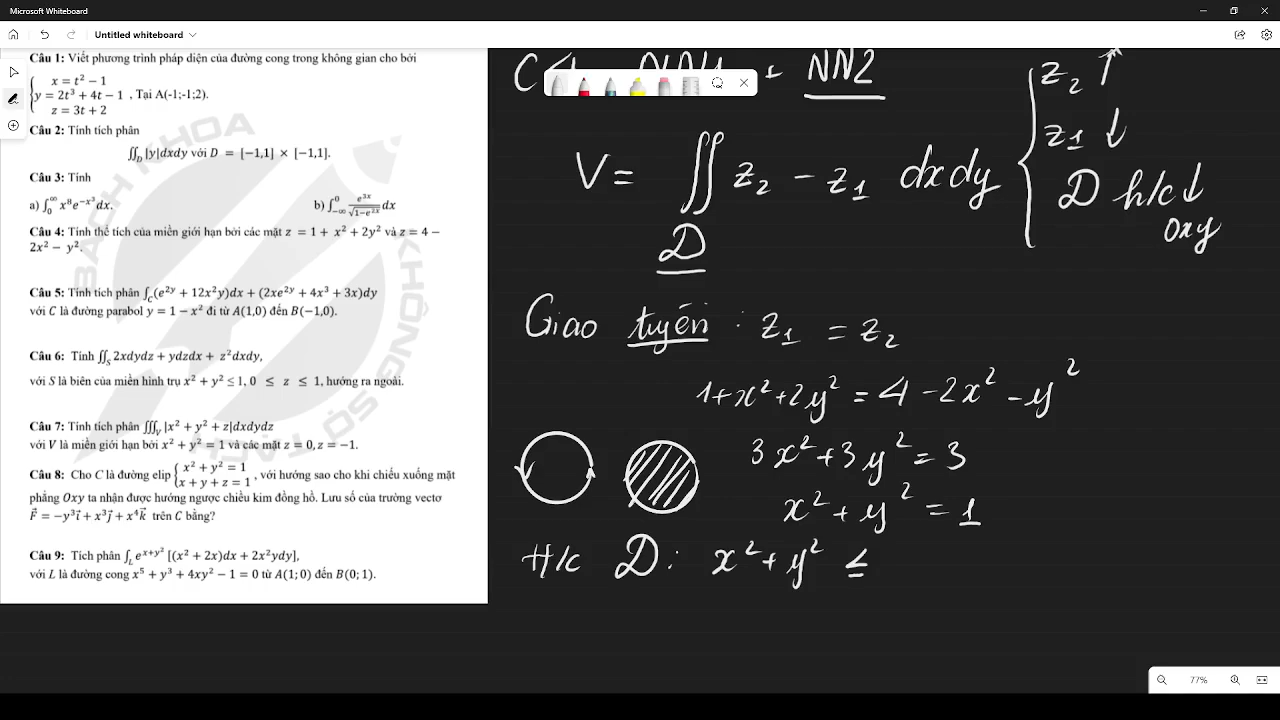 Microsoft Whiteboard
Untitled whiteboard
Câu 1: Viết phương trình pháp diện của đường cong trong không gian cho bởi
x = t² − 1
y = 2t³ + 4t − 1 , Tại A(-1;-1;2).
z = 3t + 2
Câu 2: Tính tích phân
∬_D |y|dxdy với D = [−1,1] × [−1,1].
Câu 3: Tính
a) ∫₀^∞ x⁸e^(−x³)dx. b) ∫_(−∞)^0 e^(3x)/√(1−e^(2x)) dx
Câu 4: Tính thể tích của miền giới hạn bởi các mặt z = 1 + x² + 2y² và z = 4 −
2x² − y².
Câu 5: Tính tích phân ∫_C(e^(2y) + 12x²y)dx + (2xe^(2y) + 4x³ + 3x)dy
với C là đường parabol y = 1 − x² đi từ A(1,0) đến B(−1,0).
Câu 6: Tính ∬_S 2xdydz + ydzdx + z²dxdy,
với S là biên của miền hình trụ x² + y² ≤ 1, 0 ≤ z ≤ 1, hướng ra ngoài.
Câu 7: Tính tích phân ∭_V |x² + y² + z|dxdydz
với V là miền giới hạn bởi x² + y² = 1 và các mặt z = 0, z = −1.
Câu 8: Cho C là đường elip { x² + y² = 1
x + y + z = 1 , với hướng sao cho khi chiếu xuống mặt
phẳng Oxy ta nhận được hướng ngược chiều kim đồng hồ. Lưu số của trường vectơ
F⃗ = −y³i⃗ + x³j⃗ + x⁴k⃗ trên C bằng?
Câu 9: Tích phân ∫_L e^(x+y²) [(x² + 2x)dx + 2x²ydy],
với L là đường cong x⁵ + y³ + 4xy² − 1 = 0 từ A(1; 0) đến B(0; 1).
BÁCH KHOA
KHÔNG SỢ TẠCH
NN2
V = ∬_D z₂ − z₁ dxdy
z₂ ↑
z₁ ↓
D h/c ↓
Oxy
Giao tuyến : z₁ = z₂
1+x²+2y² = 4 −2x² −y²
3x²+3y² = 3
x²+y² = 1
H/c D: x²+y² ≤
77%